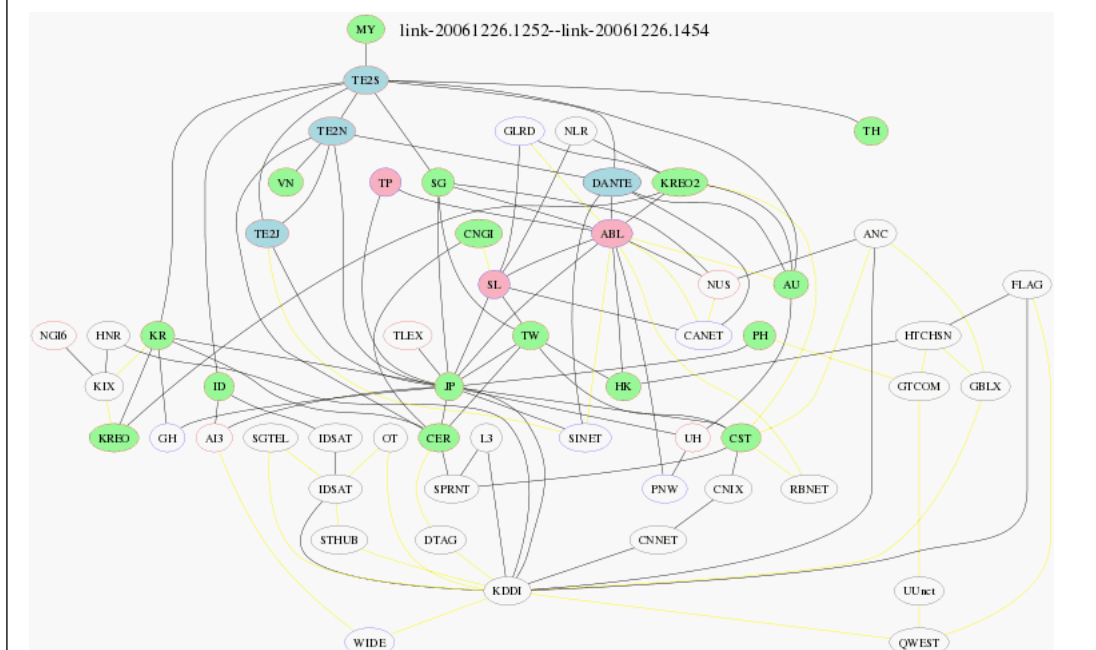 MY link-20061226.1252--link-20061226.1454
TE2S
TE2N GLRD NLR TH
VN TP SG DANTE KREO2
TE2J CNGI ABL ANC
SL NUS AU FLAG
NGI6 HNR KR TLEX TW CANET PH HTCHSN
KIX ID JP HK GTCOM GBLX
KREO GH AI3 SGTEL IDSAT OT CER L3 SINET UH CST
IDSAT SPRNT PNW CNIX RBNET
STHUB DTAG CNNET
KDDI UUnct
WIDE QWEST